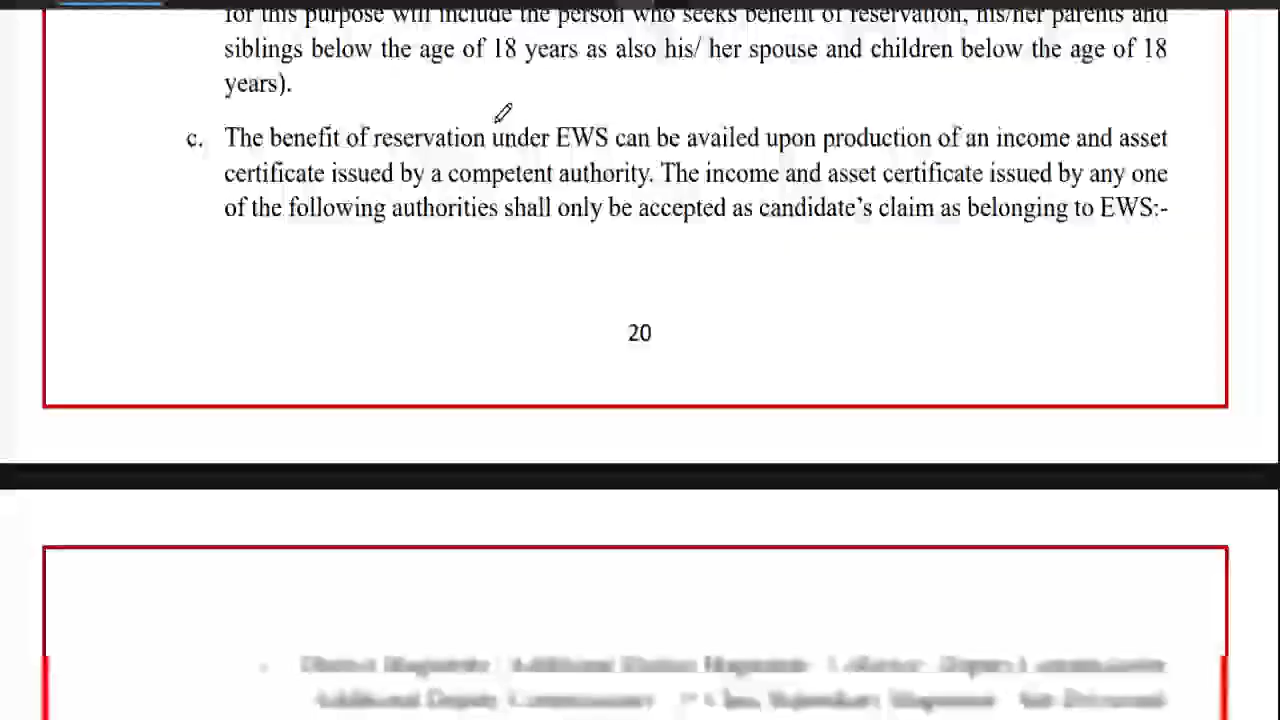 for this purpose will include the person who seeks benefit of reservation, his/her parents and
siblings below the age of 18 years as also his/ her spouse and children below the age of 18
years).
c. The benefit of reservation under EWS can be availed upon production of an income and asset
certificate issued by a competent authority. The income and asset certificate issued by any one
of the following authorities shall only be accepted as candidate’s claim as belonging to EWS:-
20